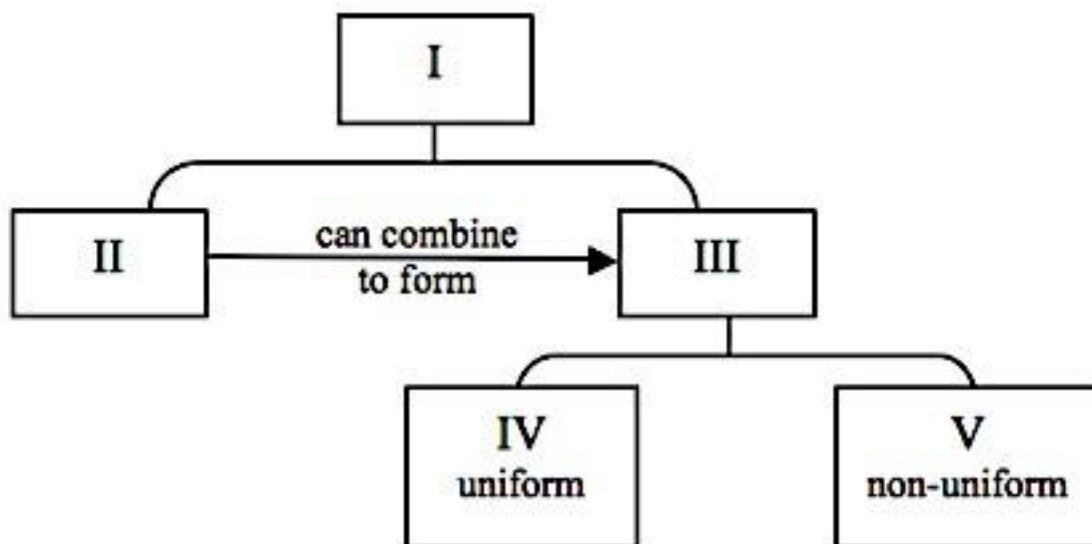 I
II
can combine
to form
III
IV
uniform
V
non-uniform